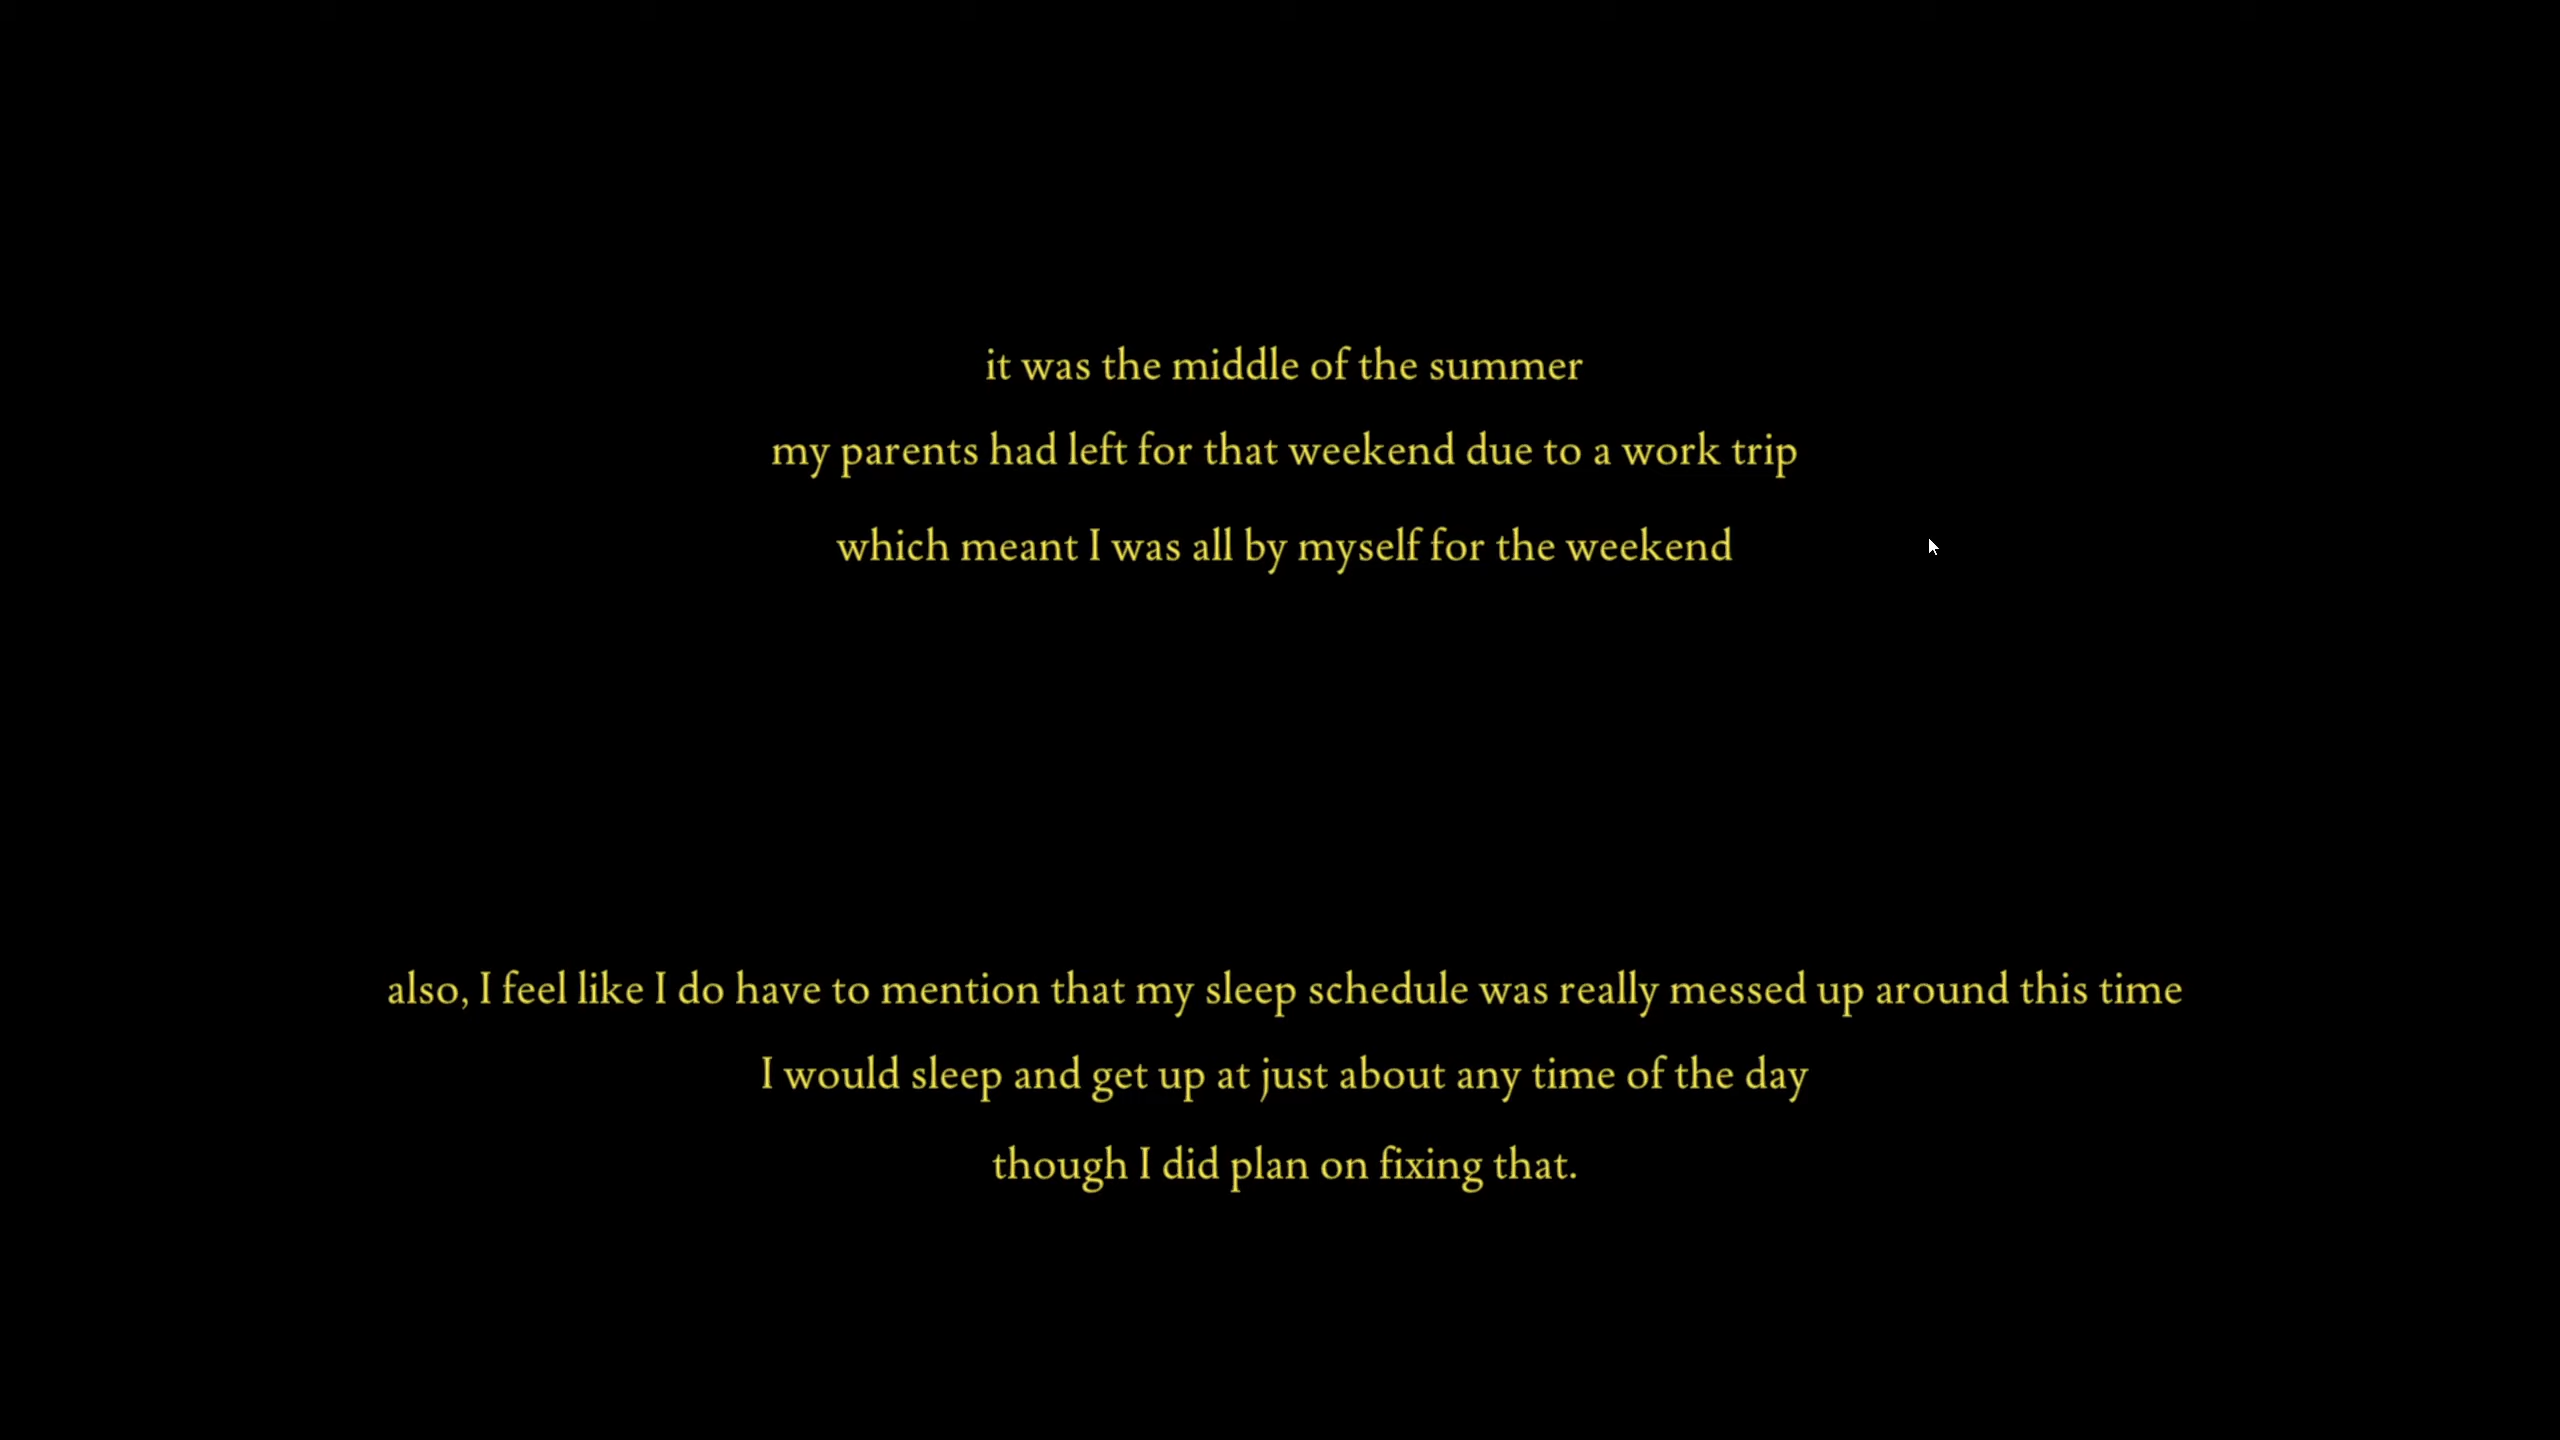 it was the middle of the summer
my parents had left for that weekend due to a work trip
which meant I was all by myself for the weekend
also, I feel like I do have to mention that my sleep schedule was really messed up around this time
I would sleep and get up at just about any time of the day
though I did plan on fixing that.